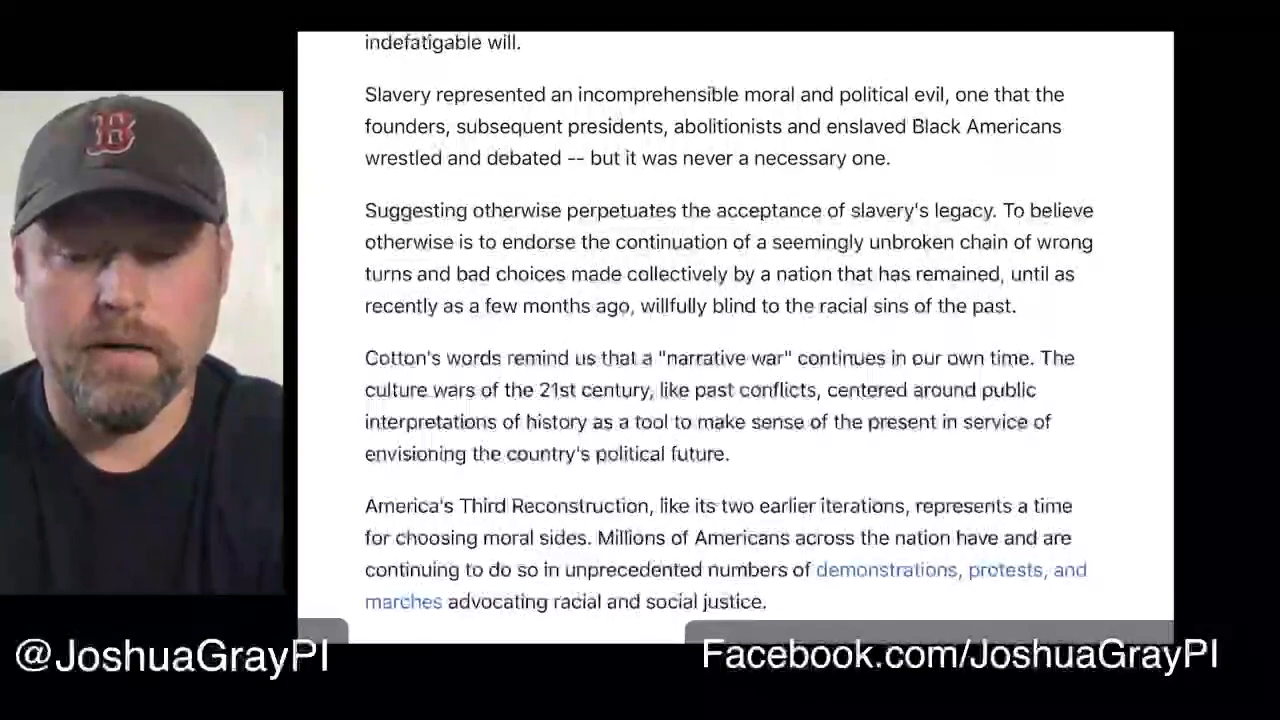 indefatigable will.
Slavery represented an incomprehensible moral and political evil, one that the
founders, subsequent presidents, abolitionists and enslaved Black Americans
wrestled and debated -- but it was never a necessary one.
Suggesting otherwise perpetuates the acceptance of slavery's legacy. To believe
otherwise is to endorse the continuation of a seemingly unbroken chain of wrong
turns and bad choices made collectively by a nation that has remained, until as
recently as a few months ago, willfully blind to the racial sins of the past.
Cotton's words remind us that a "narrative war" continues in our own time. The
culture wars of the 21st century, like past conflicts, centered around public
interpretations of history as a tool to make sense of the present in service of
envisioning the country's political future.
America's Third Reconstruction, like its two earlier iterations, represents a time
for choosing moral sides. Millions of Americans across the nation have and are
continuing to do so in unprecedented numbers of demonstrations, protests, and
marches advocating racial and social justice.
B
@JoshuaGrayPI
Facebook.com/JoshuaGrayPI